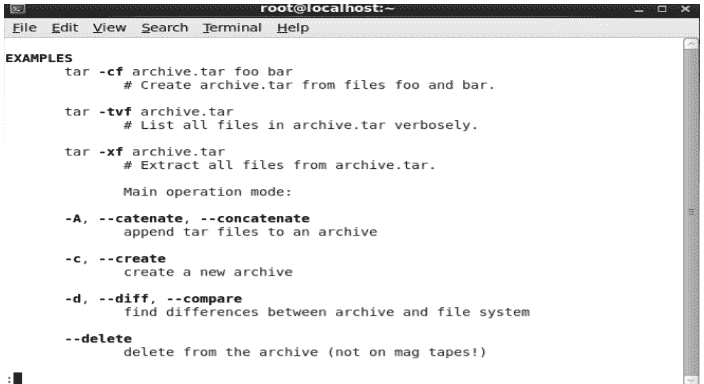 root@localhost:~
File Edit View Search Terminal Help
EXAMPLES
tar -cf archive.tar foo bar
# Create archive.tar from files foo and bar.
tar -tvf archive.tar
# List all files in archive.tar verbosely.
tar -xf archive.tar
# Extract all files from archive.tar.
Main operation mode:
-A, --catenate, --concatenate
append tar files to an archive
-c, --create
create a new archive
-d, --diff, --compare
find differences between archive and file system
--delete
delete from the archive (not on mag tapes!)
: